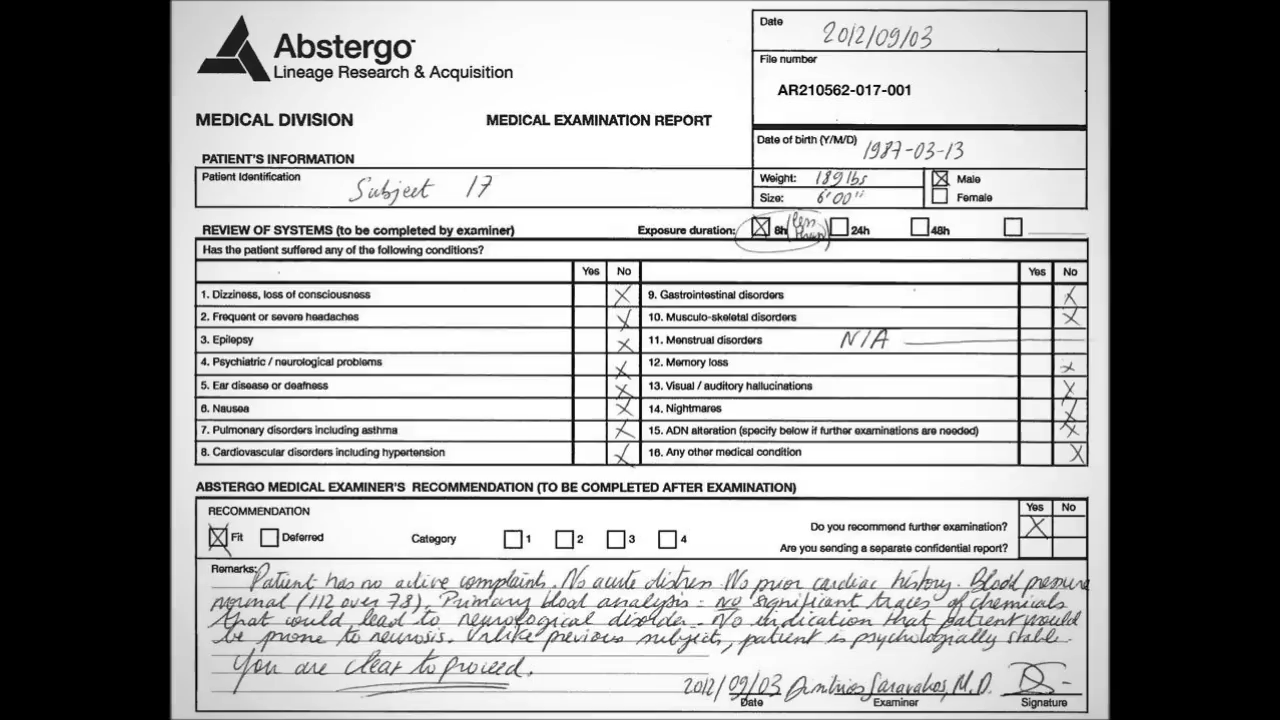 Abstergo
Lineage Research & Acquisition
MEDICAL DIVISION
MEDICAL EXAMINATION REPORT
Date
2012/09/03
File number
AR210562-017-001
Date of birth (Y/M/D) 1987-03-13
PATIENT'S INFORMATION
Patient Identification
Subject 17
Weight: 189 lbs
Size: 6'00"
Male
Female
REVIEW OF SYSTEMS (to be completed by examiner)
Exposure duration: 8h (less than) 24h 48h
Has the patient suffered any of the following conditions?
Yes No Yes No
1. Dizziness, loss of consciousness
2. Frequent or severe headaches
3. Epilepsy
4. Psychiatric / neurological problems
5. Ear disease or deafness
6. Nausea
7. Pulmonary disorders including asthma
8. Cardiovascular disorders including hypertension
9. Gastrointestinal disorders
10. Musculo-skeletal disorders
11. Menstrual disorders N/A
12. Memory loss
13. Visual / auditory hallucinations
14. Nightmares
15. ADN alteration (specify below if further examinations are needed)
16. Any other medical condition
ABSTERGO MEDICAL EXAMINER'S RECOMMENDATION (TO BE COMPLETED AFTER EXAMINATION)
RECOMMENDATION
Fit Deferred Category 1 2 3 4
Yes No
Do you recommend further examination?
Are you sending a separate confidential report?
Remarks: Patient has no active complaints. No acute distress No prior cardiac history. Blood pressure
normal (112 over 78). Primary blood analysis: no significant traces of chemicals
that could lead to neurological disorder. No indication that patient would
be prone to neurosis. Unlike previous subjects, patient is psychologially stable.
You are clear to proceed.
2012/09/03 Dimitrios Saravakos, M.D.
Date Examiner Signature